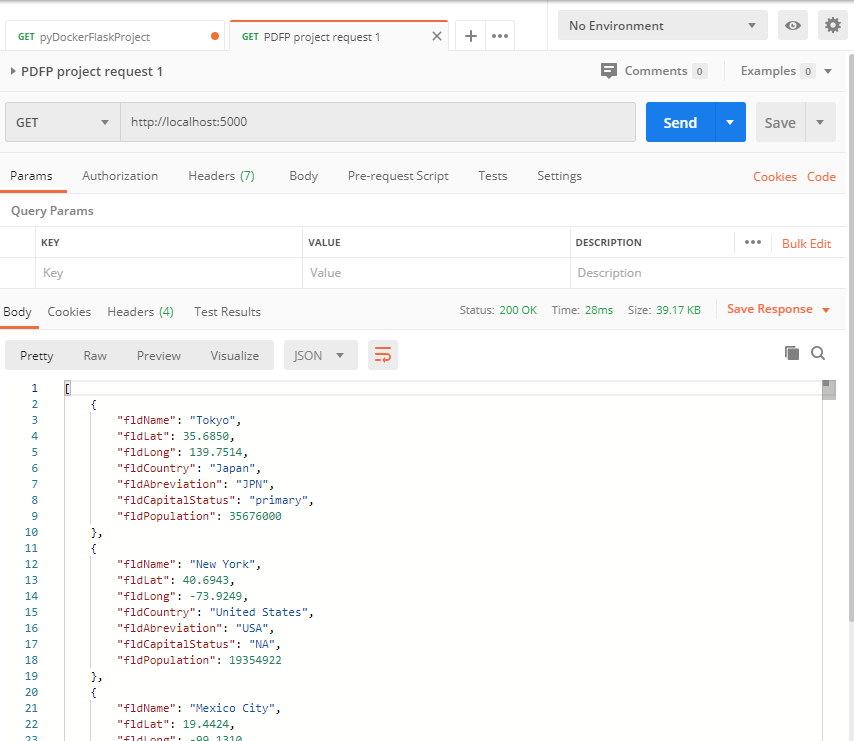 GET pyDockerFlaskProject
GET PDFP project request 1
No Environment
PDFP project request 1
Comments 0
Examples 0
GET
http://localhost:5000
Send
Save
Params Authorization Headers (7) Body Pre-request Script Tests Settings Cookies Code
Query Params
KEY VALUE DESCRIPTION ••• Bulk Edit
Key Value Description
Body Cookies Headers (4) Test Results Status: 200 OK Time: 28ms Size: 39.17 KB Save Response
Pretty Raw Preview Visualize JSON
1 [
2 {
3 "fldName": "Tokyo",
4 "fldLat": 35.6850,
5 "fldLong": 139.7514,
6 "fldCountry": "Japan",
7 "fldAbreviation": "JPN",
8 "fldCapitalStatus": "primary",
9 "fldPopulation": 35676000
10 },
11 {
12 "fldName": "New York",
13 "fldLat": 40.6943,
14 "fldLong": -73.9249,
15 "fldCountry": "United States",
16 "fldAbreviation": "USA",
17 "fldCapitalStatus": "NA",
18 "fldPopulation": 19354922
19 },
20 {
21 "fldName": "Mexico City",
22 "fldLat": 19.4424,
23 "fldLong": -99.1310